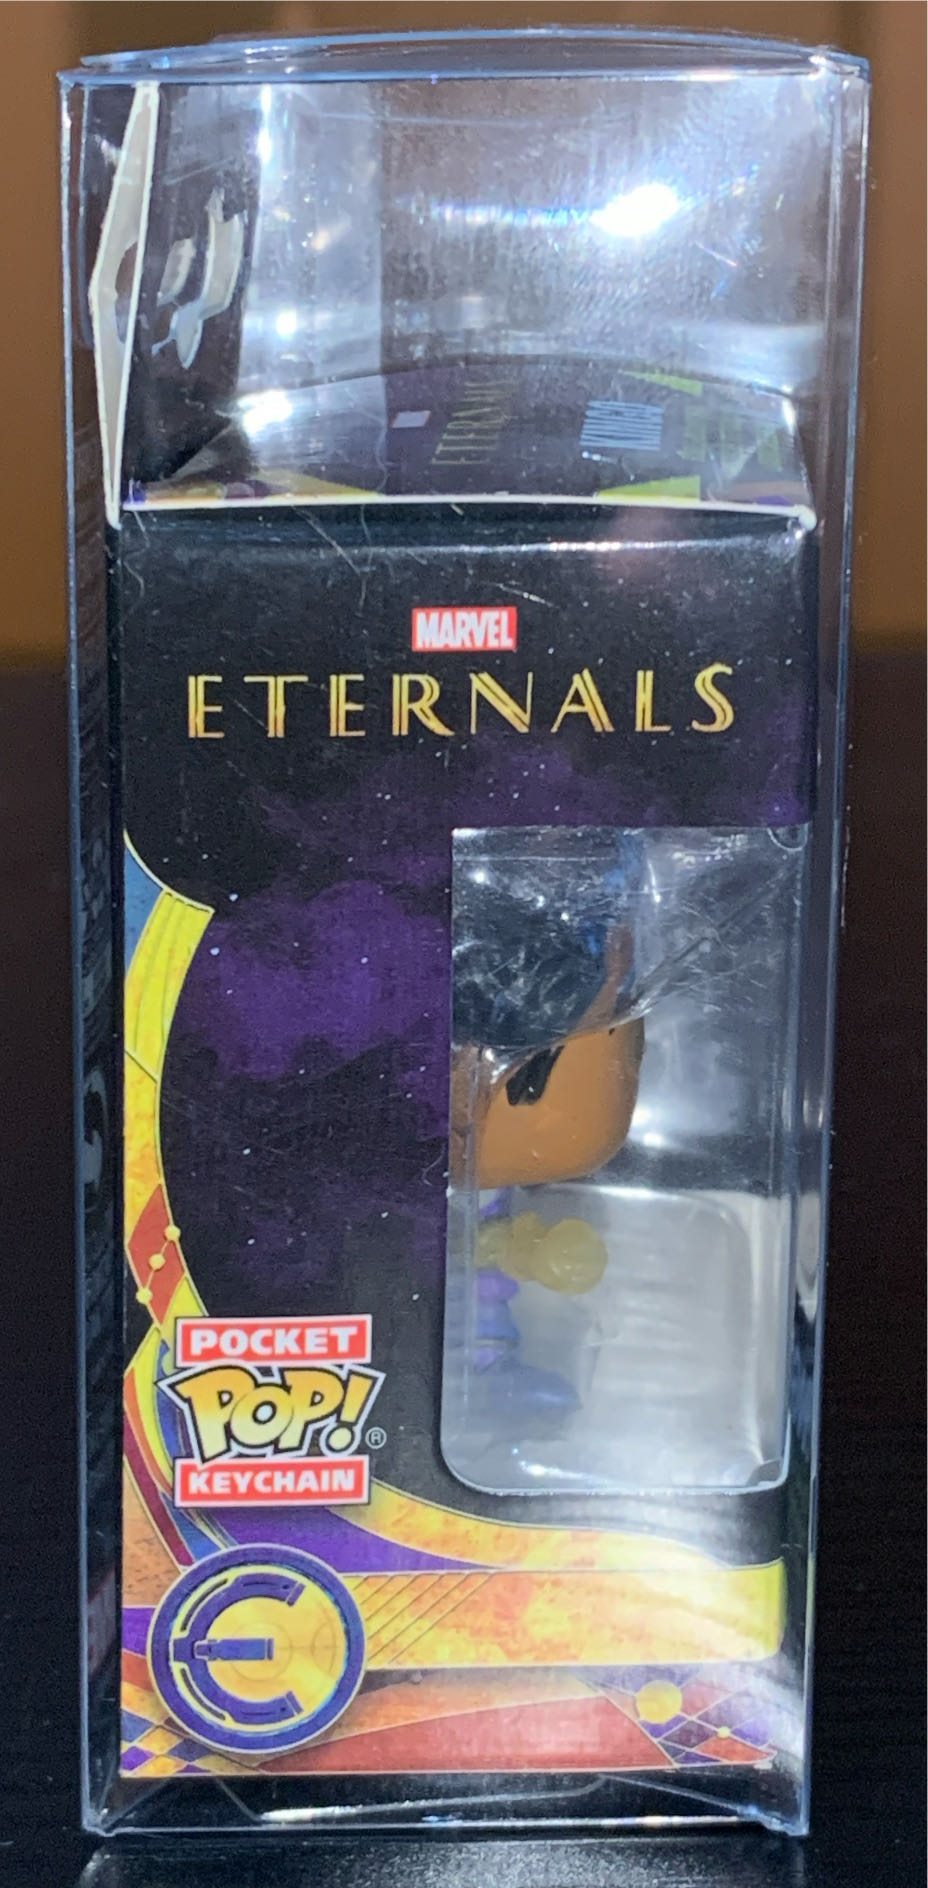 MARVEL
ETERNALS
POCKET
POP!®
KEYCHAIN